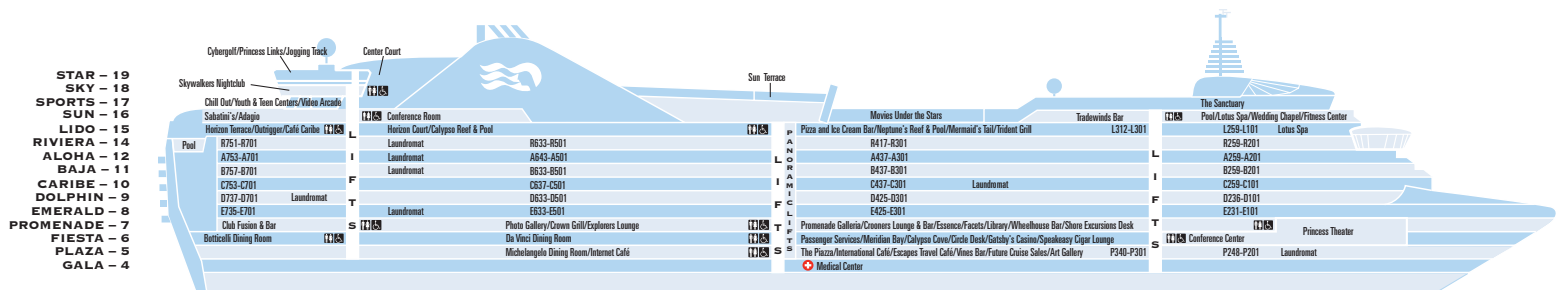 Cybergolf/Princess Links/Jogging Track
Center Court
STAR – 19
Skywalkers Nightclub
Sun Terrace
SKY – 18
SPORTS – 17
Chill Out/Youth & Teen Centers/Video Arcade
The Sanctuary
SUN – 16
Sabatini's/Adagio
Conference Room
Movies Under the Stars
Tradewinds Bar
Pool/Lotus Spa/Wedding Chapel/Fitness Center
LIDO – 15
Horizon Terrace/Outrigger/Café Caribe
Horizon Court/Calypso Reef & Pool
Pizza and Ice Cream Bar/Neptune's Reef & Pool/Mermaid's Tail/Trident Grill
L312-L301
L259-L101
Lotus Spa
RIVIERA – 14
Pool
R751-R701
Laundromat
R633-R501
R417-R301
R259-R201
ALOHA – 12
A753-A701
Laundromat
A643-A501
A437-A301
A259-A201
BAJA – 11
B757-B701
Laundromat
B633-B501
B437-B301
B259-B201
CARIBE – 10
C753-C701
C637-C501
C437-C301
Laundromat
C259-C101
DOLPHIN – 9
D737-D701
Laundromat
D633-D501
D425-D301
D236-D101
EMERALD – 8
E735-E701
Laundromat
E633-E501
E425-E301
E231-E101
PROMENADE – 7
Club Fusion & Bar
Photo Gallery/Crown Grill/Explorers Lounge
Promenade Galleria/Crooners Lounge & Bar/Essence/Facets/Library/Wheelhouse Bar/Shore Excursions Desk
Princess Theater
FIESTA – 6
Botticelli Dining Room
Da Vinci Dining Room
Passenger Services/Meridian Bay/Calypso Cove/Circle Desk/Gatsby's Casino/Speakeasy Cigar Lounge
Conference Center
PLAZA – 5
Michelangelo Dining Room/Internet Café
The Piazza/International Café/Escapes Travel Café/Vines Bar/Future Cruise Sales/Art Gallery
P340-P301
P248-P201
Laundromat
GALA – 4
Medical Center
LIFTS
LIFTS
PANORAMIC LIFTS
LIFTS